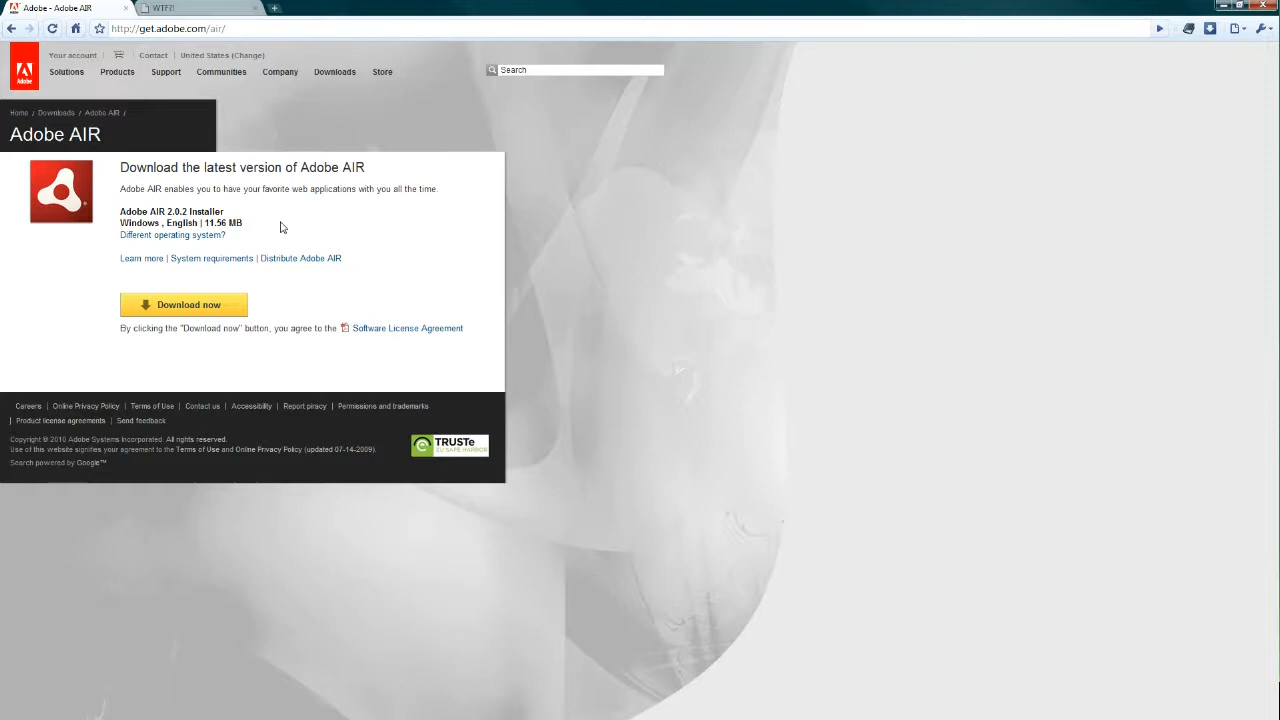 Adobe - Adobe AIR
WTF?!
http://get.adobe.com/air/
Adobe
Your account Contact United States (Change)
Solutions Products Support Communities Company Downloads Store
Search
Home / Downloads / Adobe AIR /
Adobe AIR
Download the latest version of Adobe AIR
Adobe AIR enables you to have your favorite web applications with you all the time.
Adobe AIR 2.0.2 Installer
Windows , English | 11.56 MB
Different operating system?
Learn more | System requirements | Distribute Adobe AIR
Download now
By clicking the "Download now" button, you agree to the Software License Agreement
Careers | Online Privacy Policy | Terms of Use | Contact us | Accessibility | Report piracy | Permissions and trademarks
| Product license agreements | Send feedback
Copyright © 2010 Adobe Systems Incorporated. All rights reserved.
Use of this website signifies your agreement to the Terms of Use and Online Privacy Policy (updated 07-14-2009).
Search powered by Google™
TRUSTe
EU SAFE HARBOR